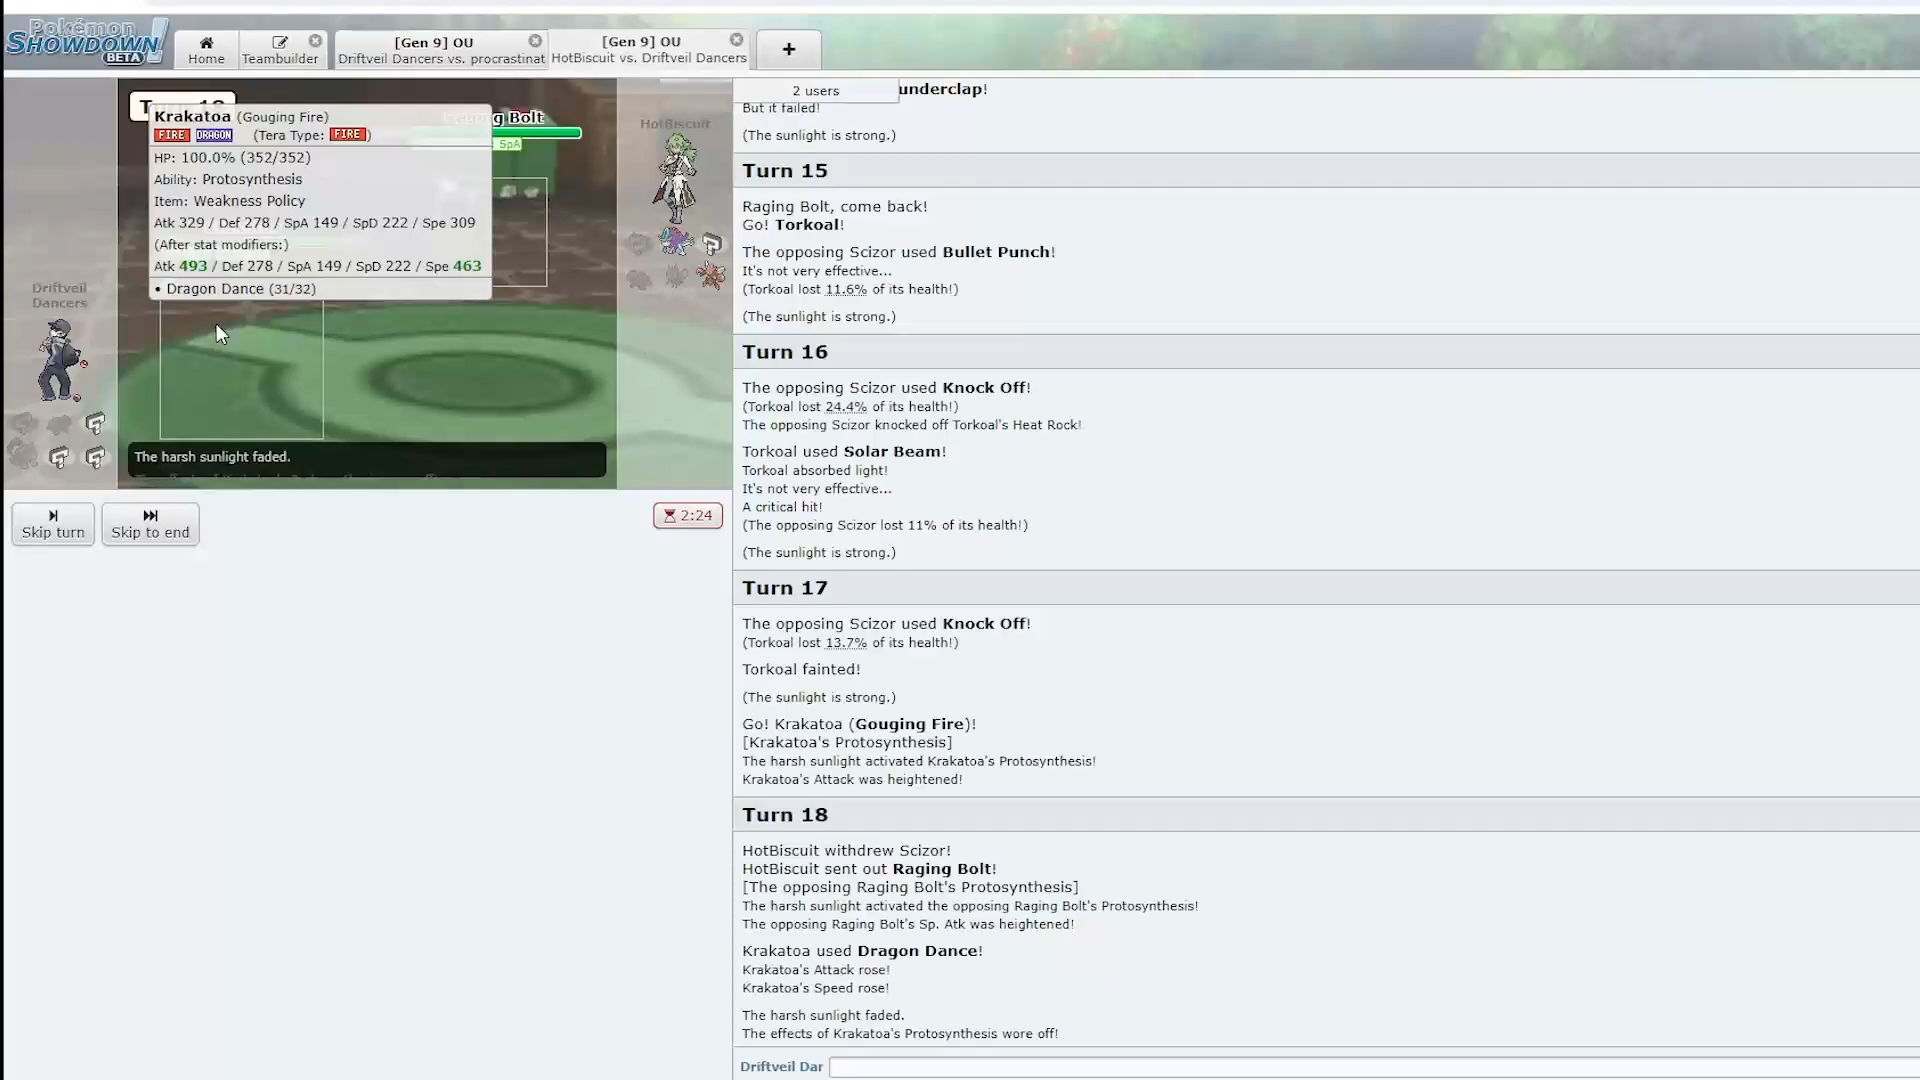 Pokémon
SHOWDOWN!
BETA
Home
Teambuilder
[Gen 9] OU
Driftveil Dancers vs. procrastinat
[Gen 9] OU
HotBiscuit vs. Driftveil Dancers
+
Krakatoa (Gouging Fire)
FIRE DRAGON (Tera Type: FIRE)
HP: 100.0% (352/352)
Ability: Protosynthesis
Item: Weakness Policy
Atk 329 / Def 278 / SpA 149 / SpD 222 / Spe 309
(After stat modifiers:)
Atk 493 / Def 278 / SpA 149 / SpD 222 / Spe 463
• Dragon Dance (31/32)
Bolt
SpA
HotBiscuit
Driftveil
Dancers
The harsh sunlight faded.
Skip turn
Skip to end
2:24
2 users
underclap!
But it failed!
(The sunlight is strong.)
Turn 15
Raging Bolt, come back!
Go! Torkoal!
The opposing Scizor used Bullet Punch!
It's not very effective...
(Torkoal lost 11.6% of its health!)
(The sunlight is strong.)
Turn 16
The opposing Scizor used Knock Off!
(Torkoal lost 24.4% of its health!)
The opposing Scizor knocked off Torkoal's Heat Rock!
Torkoal used Solar Beam!
Torkoal absorbed light!
It's not very effective...
A critical hit!
(The opposing Scizor lost 11% of its health!)
(The sunlight is strong.)
Turn 17
The opposing Scizor used Knock Off!
(Torkoal lost 13.7% of its health!)
Torkoal fainted!
(The sunlight is strong.)
Go! Krakatoa (Gouging Fire)!
[Krakatoa's Protosynthesis]
The harsh sunlight activated Krakatoa's Protosynthesis!
Krakatoa's Attack was heightened!
Turn 18
HotBiscuit withdrew Scizor!
HotBiscuit sent out Raging Bolt!
[The opposing Raging Bolt's Protosynthesis]
The harsh sunlight activated the opposing Raging Bolt's Protosynthesis!
The opposing Raging Bolt's Sp. Atk was heightened!
Krakatoa used Dragon Dance!
Krakatoa's Attack rose!
Krakatoa's Speed rose!
The harsh sunlight faded.
The effects of Krakatoa's Protosynthesis wore off!
Driftveil Dar